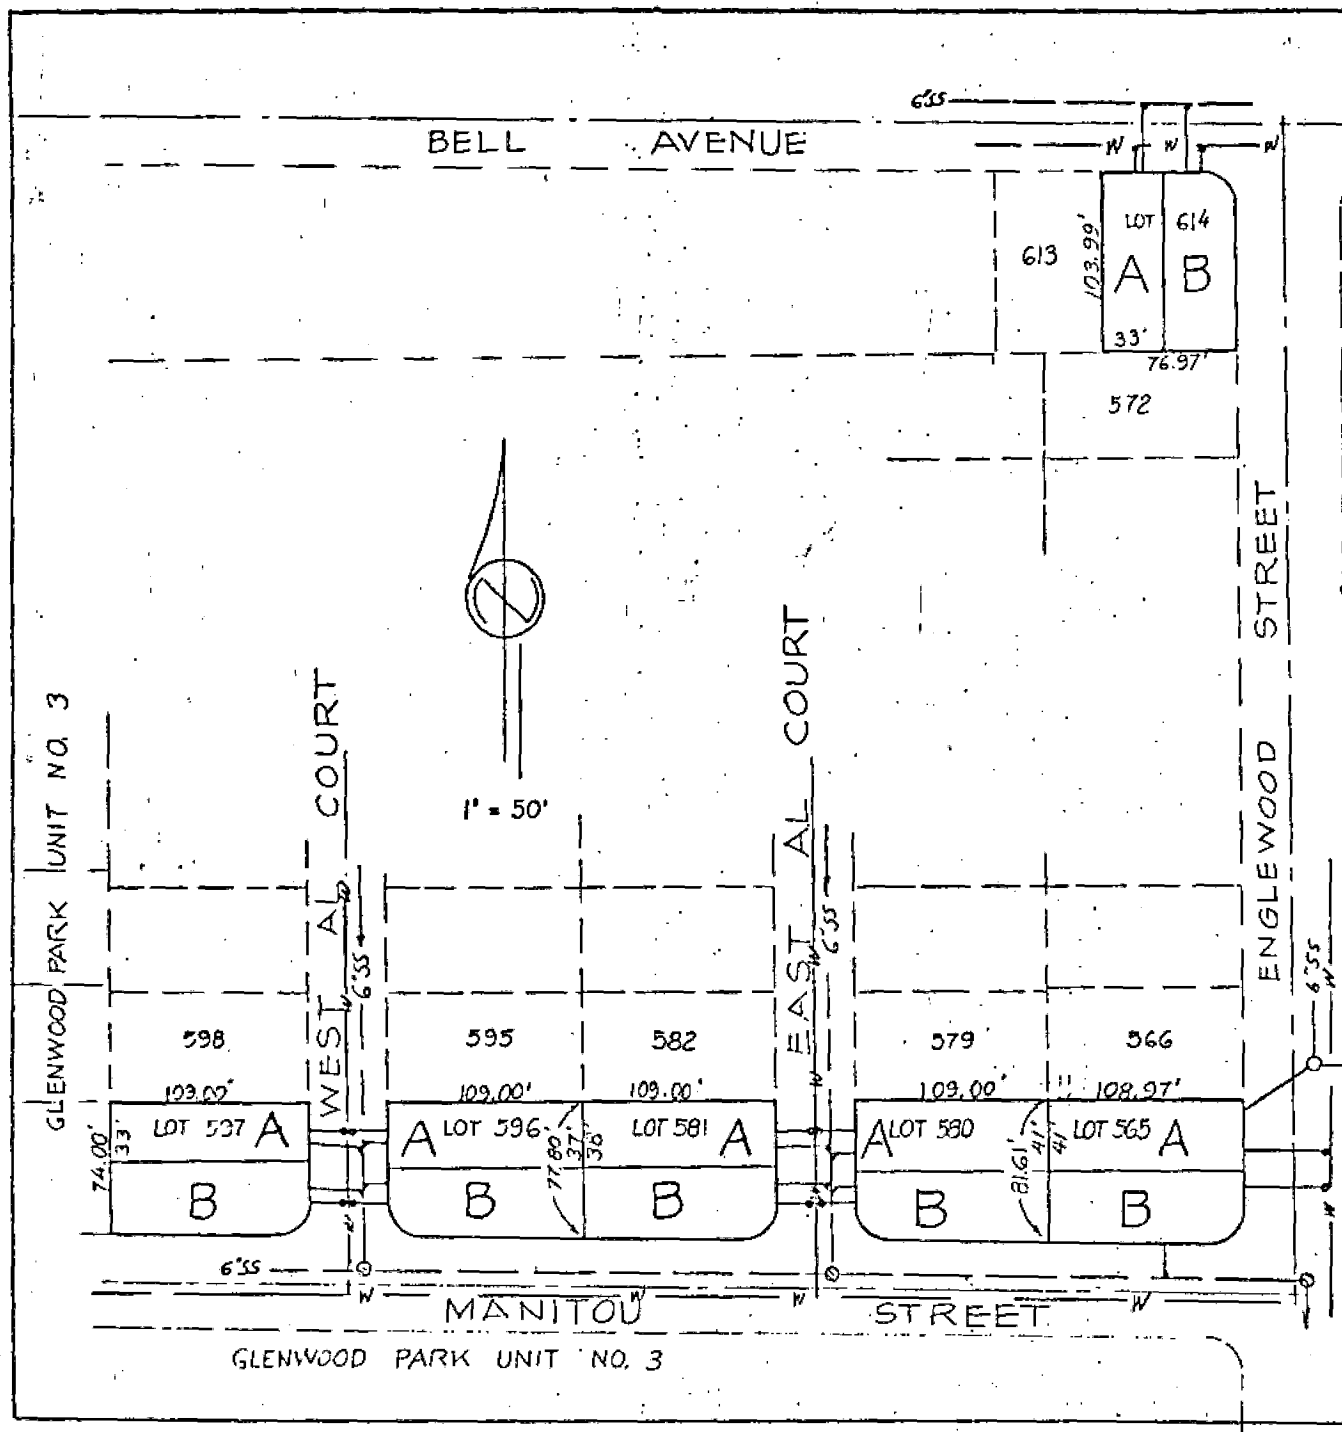 6"SS
BELL AVENUE
W W W
LOT 614
613
103.99'
A B
33'
76.97'
572
ENGLEWOOD STREET
1" = 50'
GLENWOOD PARK UNIT NO. 3
WEST AL COURT
EAST AL COURT
6"SS
6"SS
6"SS
W
W
W
W
598
595
582
579
566
109.00'
109.00'
109.00'
108.97'
LOT 597 A
A LOT 596
LOT 581 A
A LOT 580
LOT 565 A
74.00'
33'
77.80'
37'
81.61'
41'
41'
B
B
B
B
B
W
W
6"SS
W W W W
MANITOU STREET
GLENWOOD PARK UNIT NO. 3